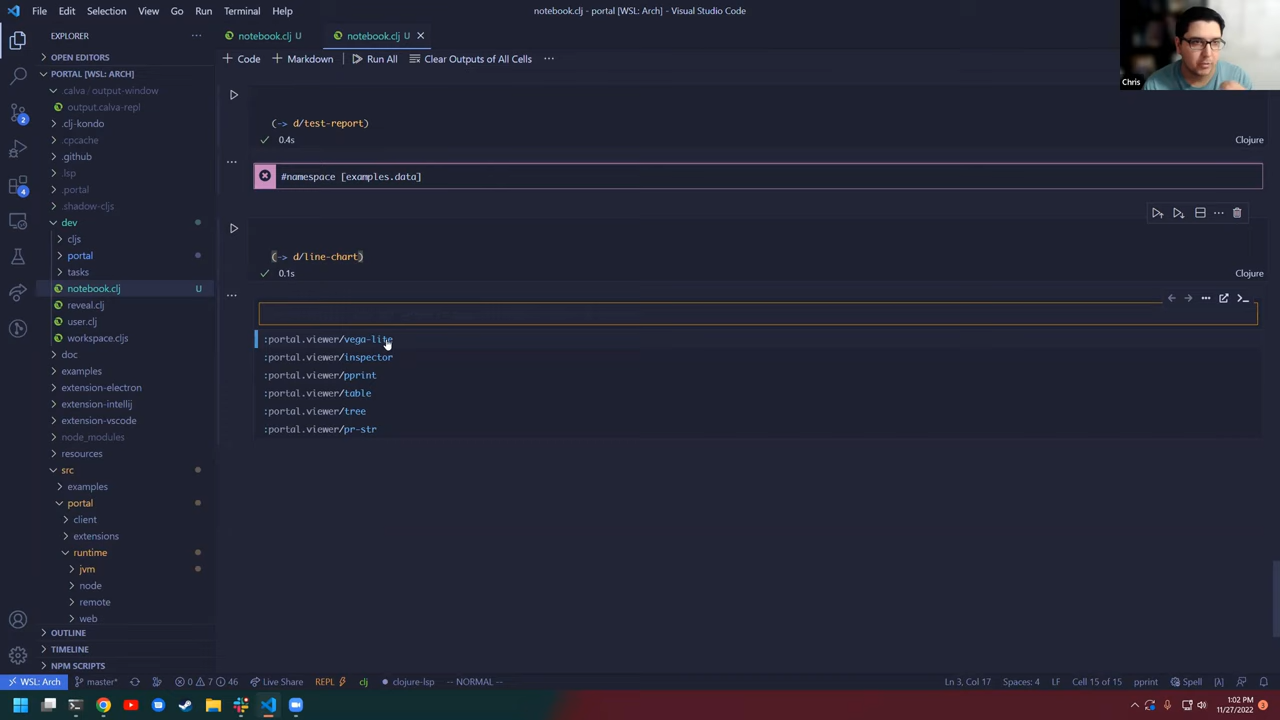 File Edit Selection View Go Run Terminal Help
notebook.clj - portal [WSL: Arch] - Visual Studio Code
EXPLORER
notebook.clj U
notebook.clj U
OPEN EDITORS
Code
Markdown
Run All
Clear Outputs of All Cells
PORTAL [WSL: ARCH]
Chris
.calva / output-window
output.calva-repl
.clj-kondo
.cpcache
.github
.lsp
.portal
.shadow-cljs
dev
cljs
portal
tasks
notebook.clj U
reveal.clj
user.clj
workspace.cljs
doc
examples
extension-electron
extension-intellij
extension-vscode
node_modules
resources
src
examples
portal
client
extensions
runtime
jvm
node
remote
web
OUTLINE
TIMELINE
NPM SCRIPTS
(-> d/test-report)
0.4s
Clojure
#namespace [examples.data]
(-> d/line-chart)
0.1s
Clojure
:portal.viewer/vega-lite
:portal.viewer/inspector
:portal.viewer/pprint
:portal.viewer/table
:portal.viewer/tree
:portal.viewer/pr-str
2
4
WSL: Arch master* 0 7 46 Live Share REPL clj clojure-lsp -- NORMAL -- Ln 3, Col 17 Spaces: 4 LF Cell 15 of 15 pprint Spell
1:02 PM
11/27/2022
3